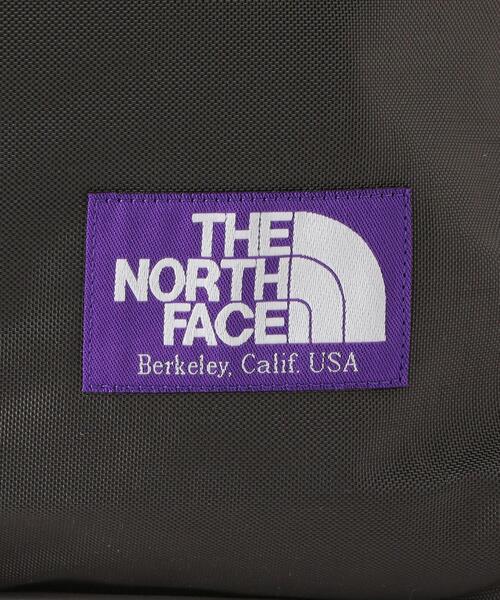 THE
NORTH
FACE
Berkeley, Calif. USA